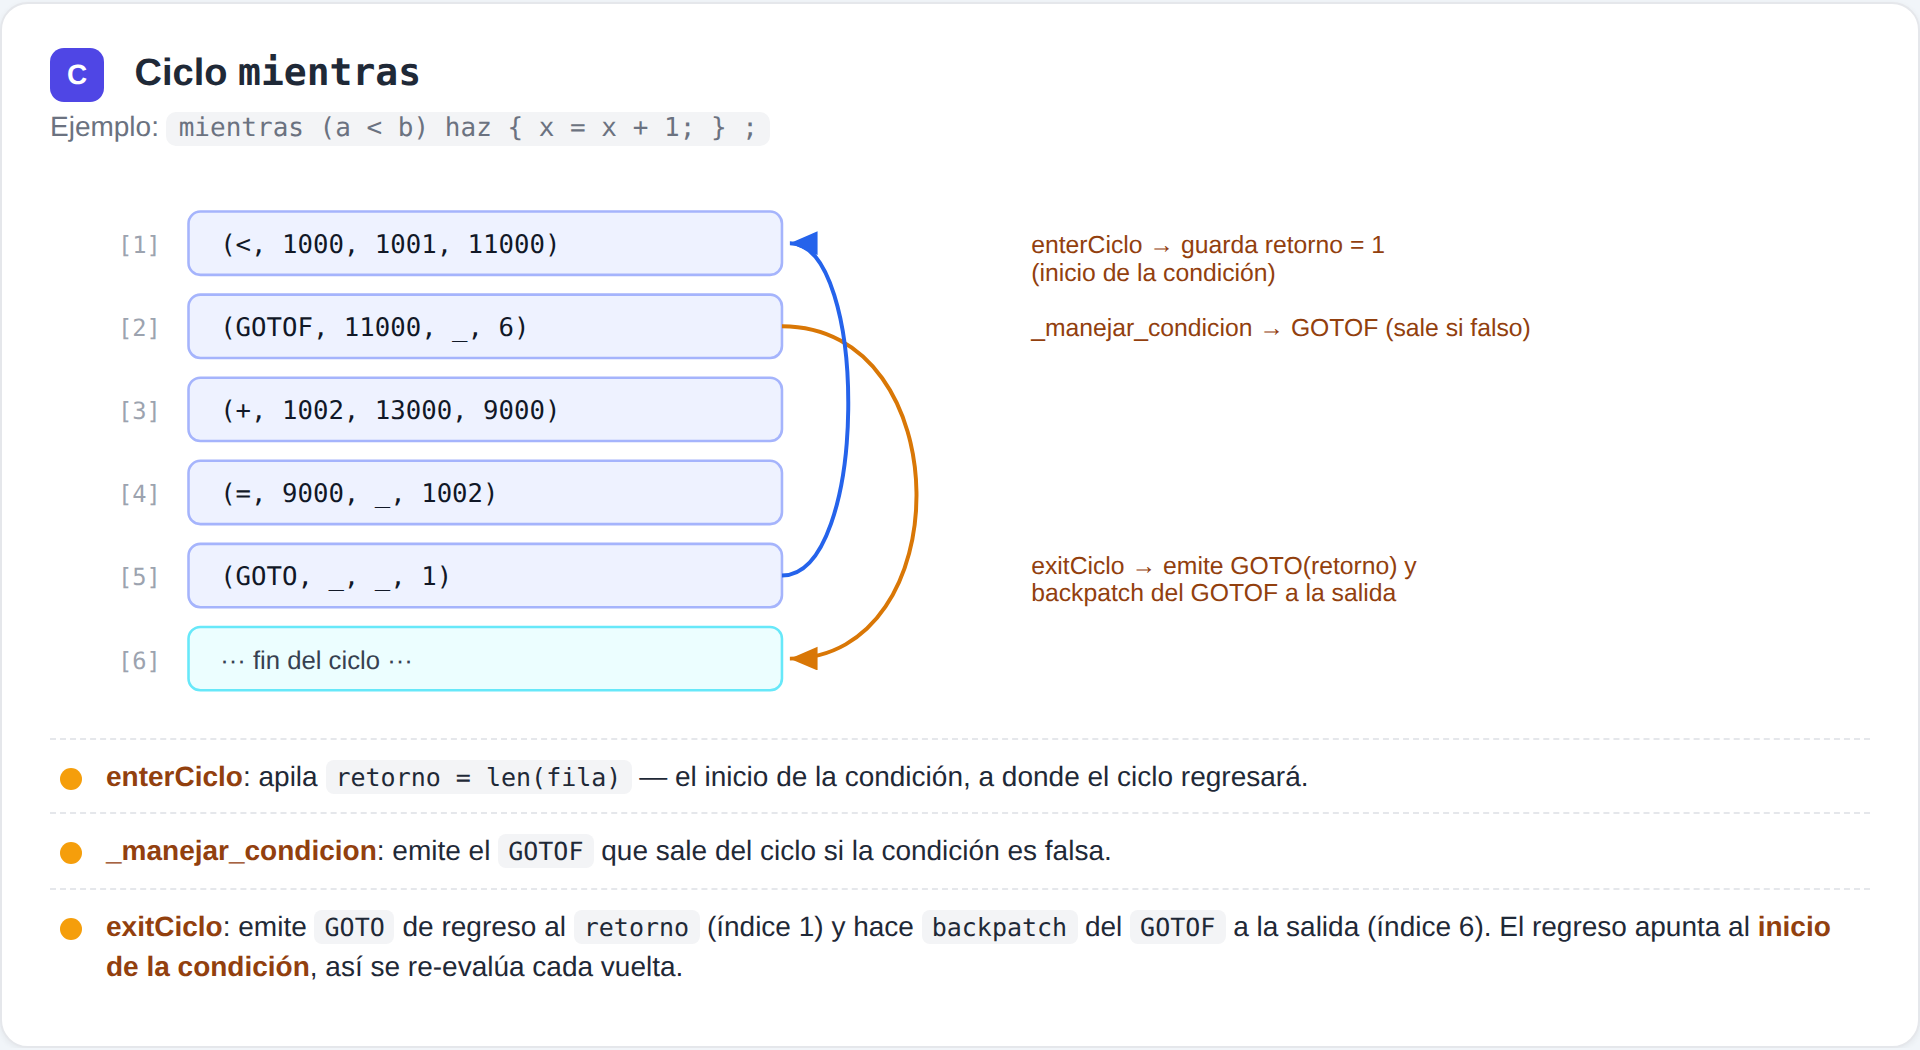 C
Ciclo mientras
Ejemplo: mientras (a < b) haz { x = x + 1; } ;
[1] (<, 1000, 1001, 11000) enterCiclo → guarda retorno = 1
(inicio de la condición)
[2] (GOTOF, 11000, _, 6) _manejar_condicion → GOTOF (sale si falso)
[3] (+, 1002, 13000, 9000)
[4] (=, 9000, _, 1002)
[5] (GOTO, _, _, 1) exitCiclo → emite GOTO(retorno) y
backpatch del GOTOF a la salida
[6] ⋯ fin del ciclo ⋯
enterCiclo: apila retorno = len(fila) — el inicio de la condición, a donde el ciclo regresará.
_manejar_condicion: emite el GOTOF que sale del ciclo si la condición es falsa.
exitCiclo: emite GOTO de regreso al retorno (índice 1) y hace backpatch del GOTOF a la salida (índice 6). El regreso apunta al inicio
de la condición, así se re-evalúa cada vuelta.